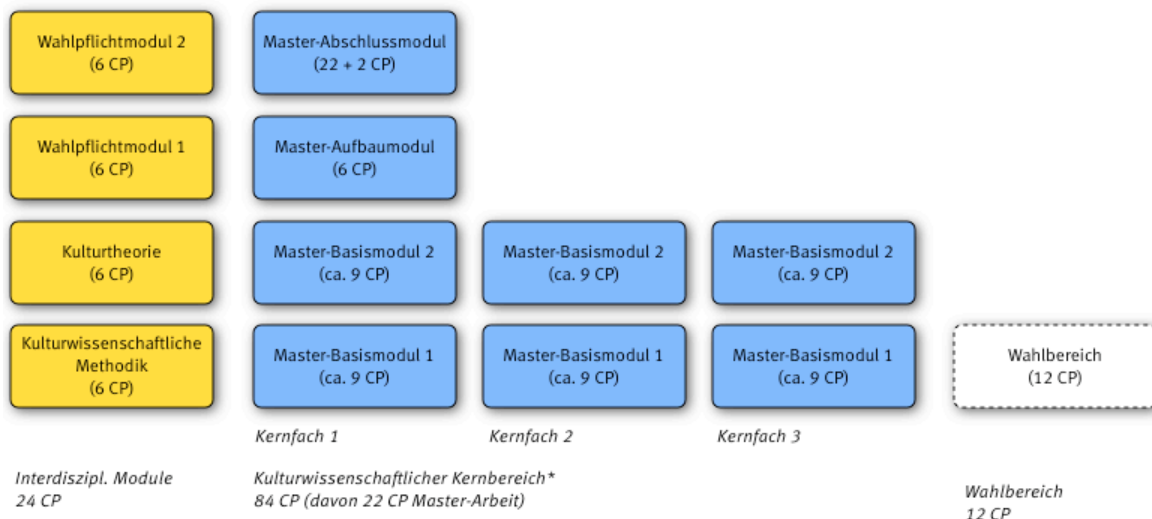 Wahlpflichtmodul 2
(6 CP)
Master-Abschlussmodul
(22 + 2 CP)
Wahlpflichtmodul 1
(6 CP)
Master-Aufbaumodul
(6 CP)
Kulturtheorie
(6 CP)
Master-Basismodul 2
(ca. 9 CP)
Master-Basismodul 2
(ca. 9 CP)
Master-Basismodul 2
(ca. 9 CP)
Kulturwissenschaftliche
Methodik
(6 CP)
Master-Basismodul 1
(ca. 9 CP)
Master-Basismodul 1
(ca. 9 CP)
Master-Basismodul 1
(ca. 9 CP)
Wahlbereich
(12 CP)
Kernfach 1
Kernfach 2
Kernfach 3
Interdiszipl. Module
24 CP
Kulturwissenschaftlicher Kernbereich*
84 CP (davon 22 CP Master-Arbeit)
Wahlbereich
12 CP